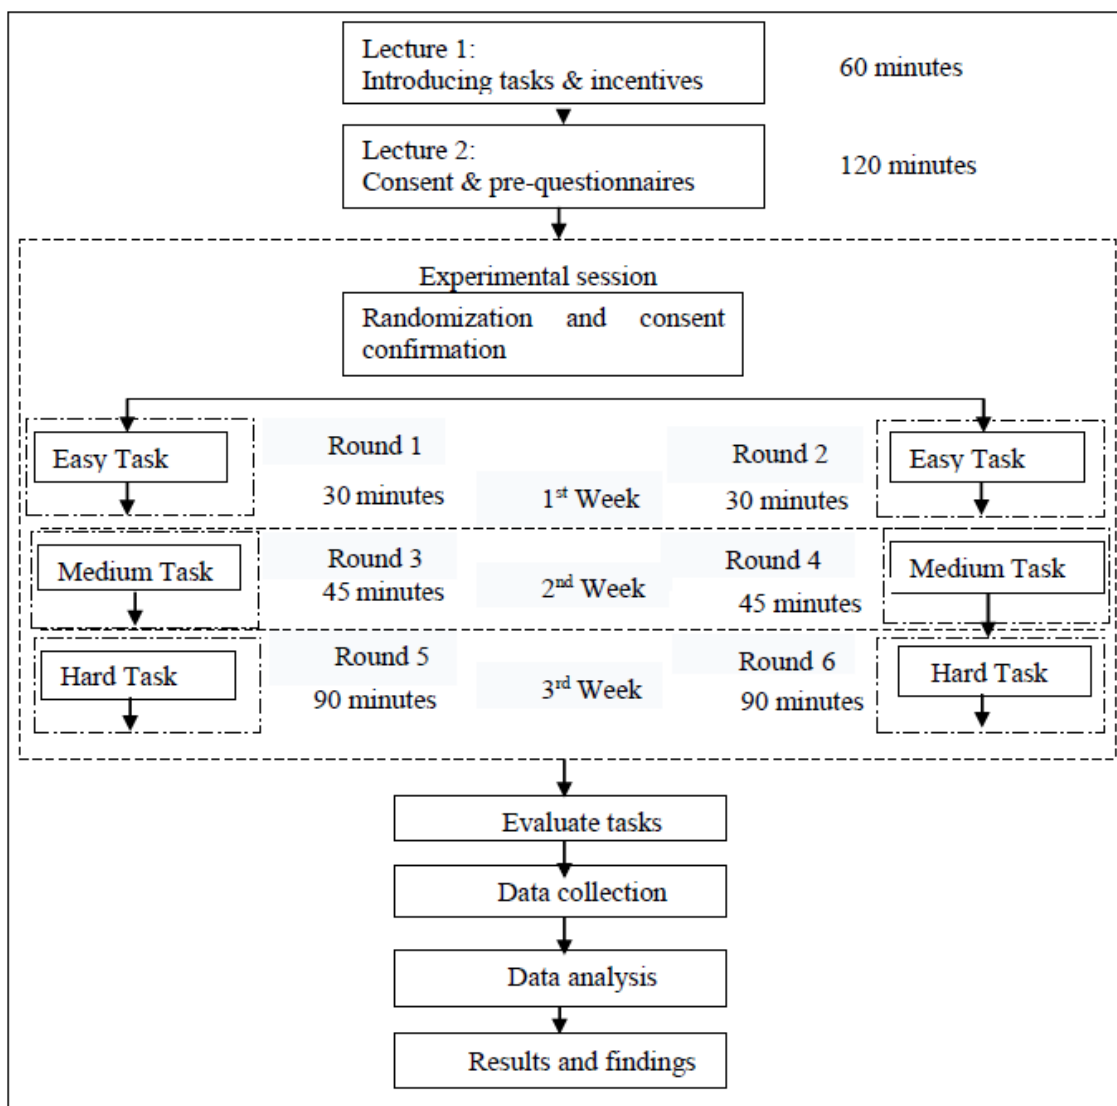 Lecture 1:
Introducing tasks & incentives
60 minutes
Lecture 2:
Consent & pre-questionnaires
120 minutes
Experimental session
Randomization and consent
confirmation
Easy Task
Round 1
30 minutes
1st Week
Round 2
30 minutes
Easy Task
Medium Task
Round 3
45 minutes
2nd Week
Round 4
45 minutes
Medium Task
Hard Task
Round 5
90 minutes
3rd Week
Round 6
90 minutes
Hard Task
Evaluate tasks
Data collection
Data analysis
Results and findings